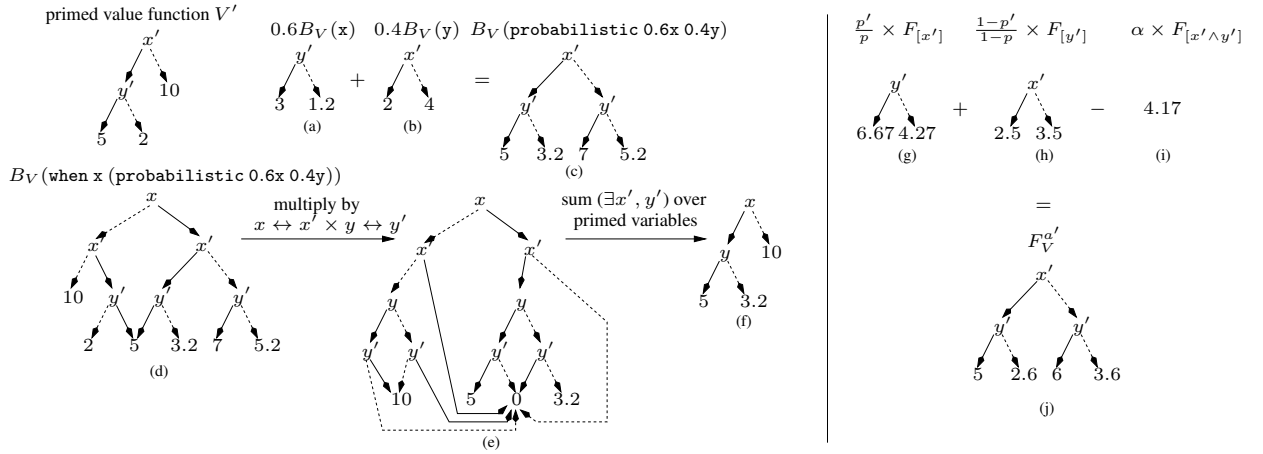 primed value function V′
x′
y′ 10
5 2
0.6B_V(x) 0.4B_V(y) B_V(probabilistic 0.6x 0.4y)
y′ + x′ = x′
3 1.2 2 4 y′ y′
(a) (b)
5 3.2 7 5.2
(c)
B_V(when x (probabilistic 0.6x 0.4y))
x
x′ x′
10 y′ y′ y′
2 5 3.2 7 5.2
(d)
multiply by
x ↔ x′ × y ↔ y′
x
x′ x′
y y
y′ y′ y′ y′
10 5 0 3.2
(e)
sum (∃x′, y′) over
primed variables
x
y 10
5 3.2
(f)
p′/p × F_[x′] 1−p′/1−p × F_[y′] α × F_[x′∧y′]
y′ + x′ − 4.17
6.67 4.27 2.5 3.5
(g) (h) (i)
=
F_V^a′
x′
y′ y′
5 2.6 6 3.6
(j)